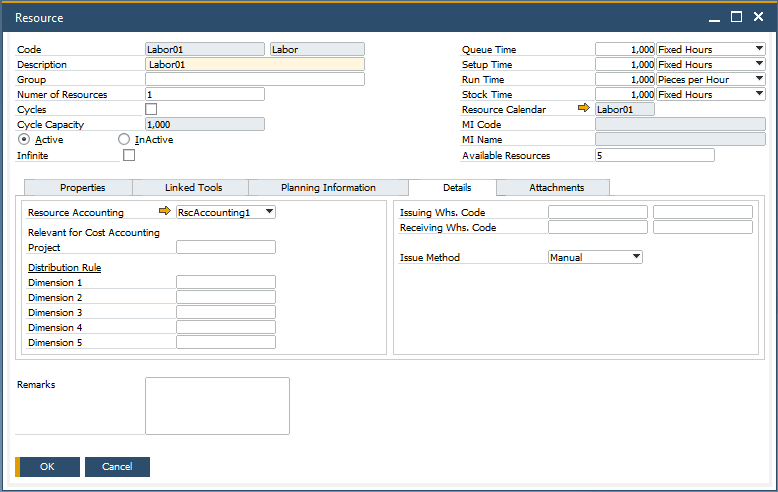 Resource
Code Labor01 Labor
Description Labor01
Group
Numer of Resources 1
Cycles
Cycle Capacity 1,000
Active InActive
Infinite
Queue Time 1,000 Fixed Hours
Setup Time 1,000 Fixed Hours
Run Time 1,000 Pieces per Hour
Stock Time 1,000 Fixed Hours
Resource Calendar Labor01
MI Code
MI Name
Available Resources 5
Properties Linked Tools Planning Information Details Attachments
Resource Accounting RscAccounting1
Relevant for Cost Accounting
Project
Distribution Rule
Dimension 1
Dimension 2
Dimension 3
Dimension 4
Dimension 5
Issuing Whs. Code
Receiving Whs. Code
Issue Method Manual
Remarks
OK Cancel